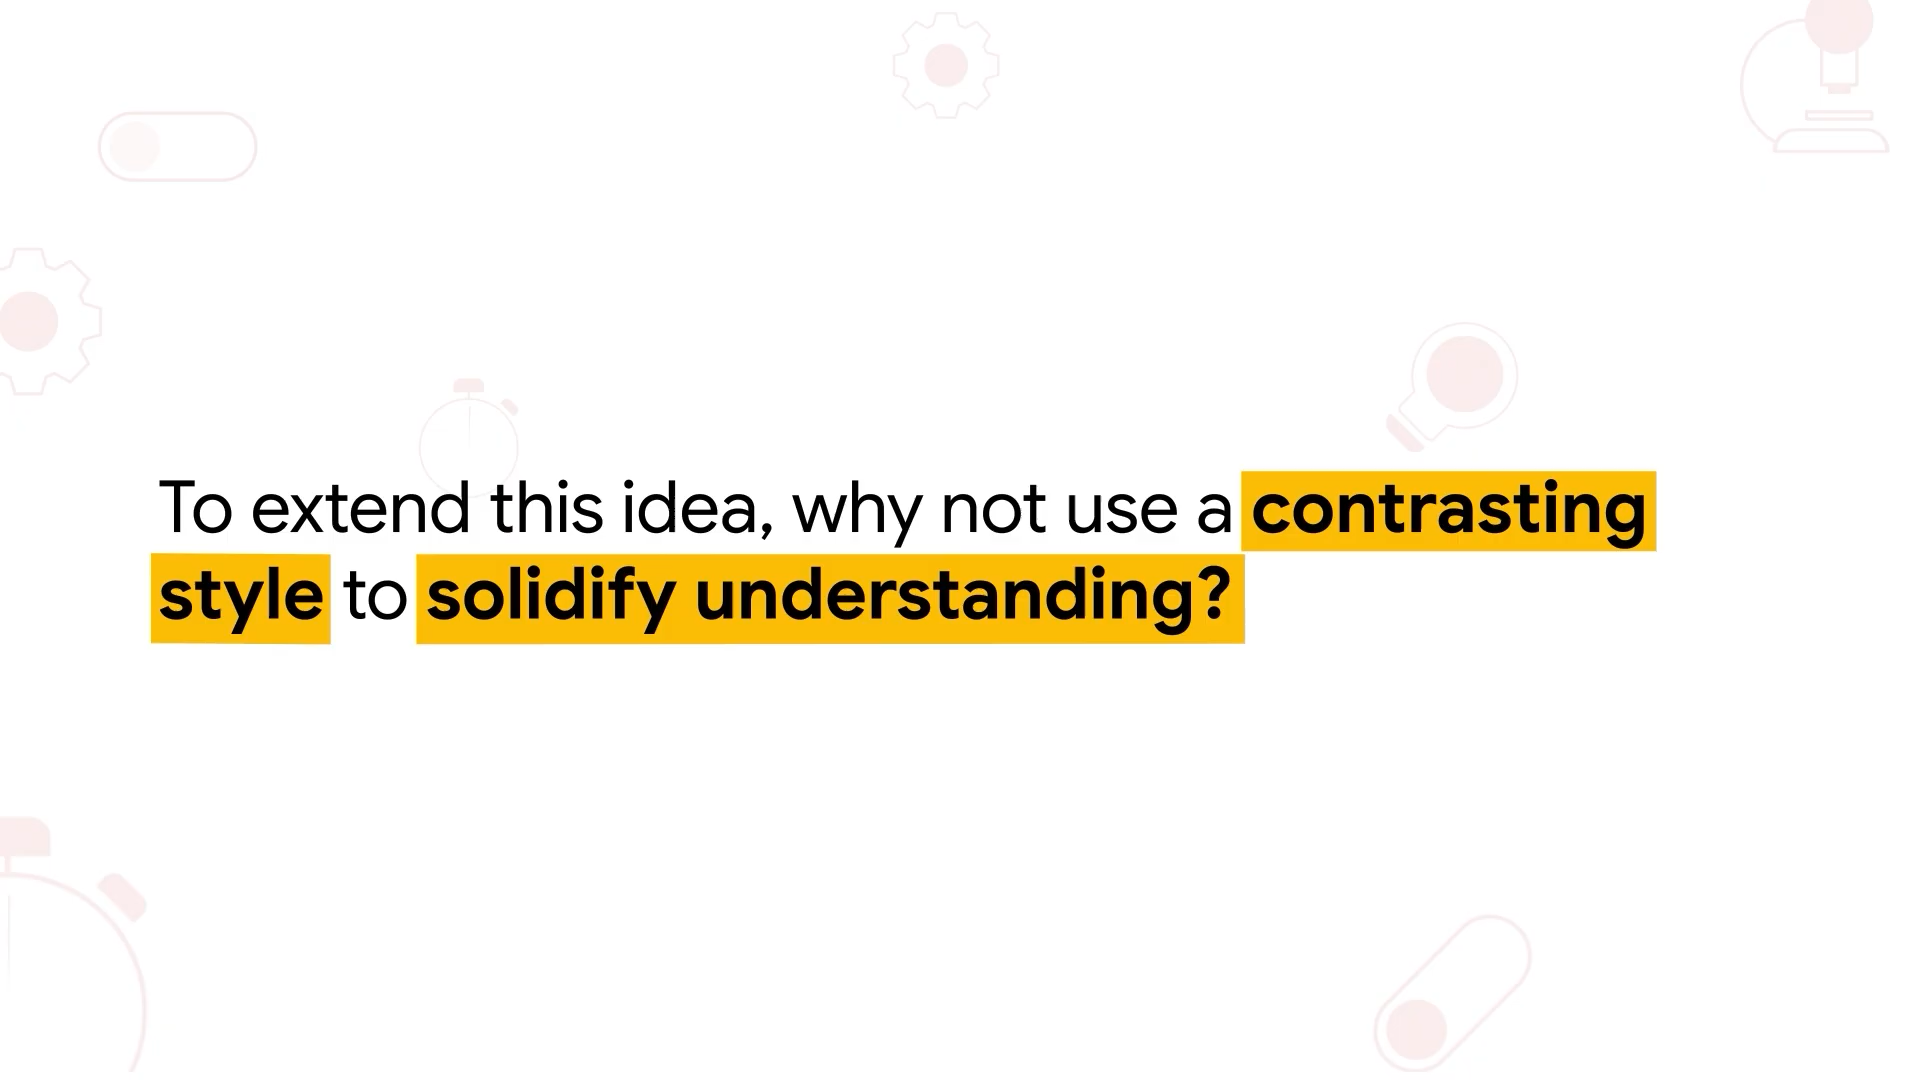 To extend this idea, why not use a contrasting
style to solidify understanding?